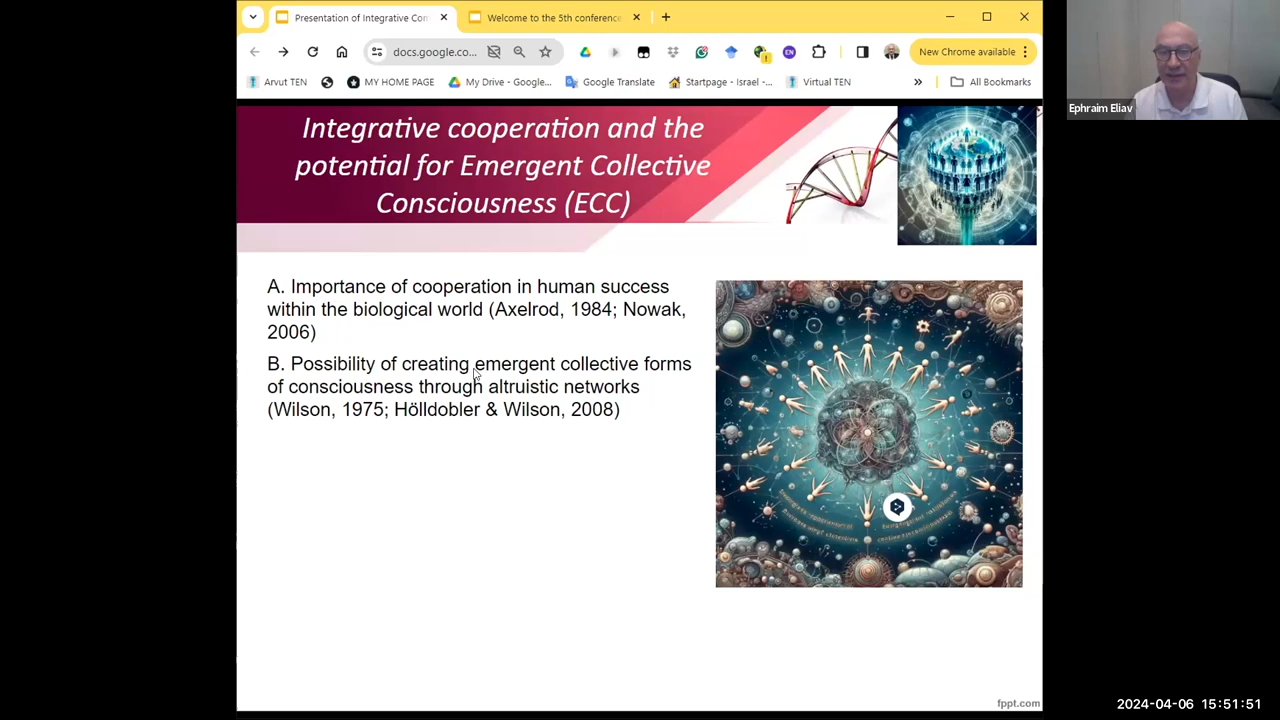 Presentation of Integrative Con
Welcome to the 5th conference
docs.google.co...
EN
New Chrome available
Arvut TEN
MY HOME PAGE
My Drive - Google...
Google Translate
Startpage - Israel -...
Virtual TEN
»
All Bookmarks
Ephraim Eliav
Integrative cooperation and the
potential for Emergent Collective
Consciousness (ECC)
A. Importance of cooperation in human success
within the biological world (Axelrod, 1984; Nowak,
2006)
B. Possibility of creating emergent collective forms
of consciousness through altruistic networks
(Wilson, 1975; Hölldobler & Wilson, 2008)
fppt.com
2024-04-06 15:51:51